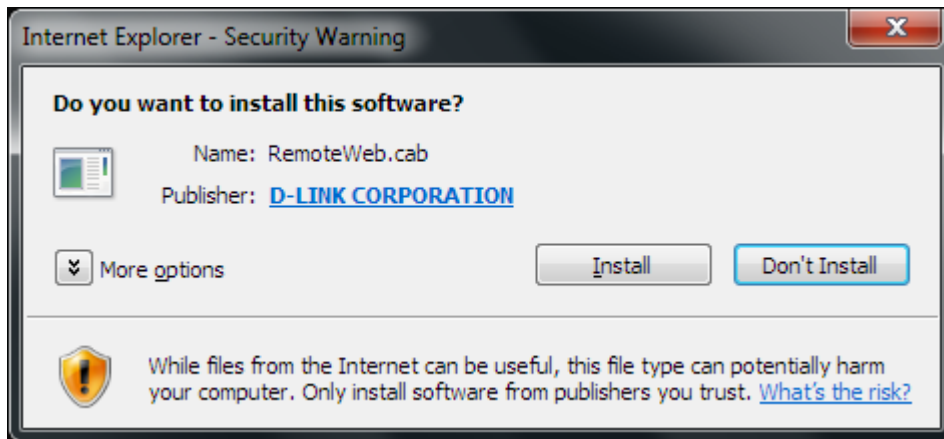 Internet Explorer - Security Warning
Do you want to install this software?
Name: RemoteWeb.cab
Publisher: D-LINK CORPORATION
More options
Install
Don't Install
While files from the Internet can be useful, this file type can potentially harm
your computer. Only install software from publishers you trust. What's the risk?